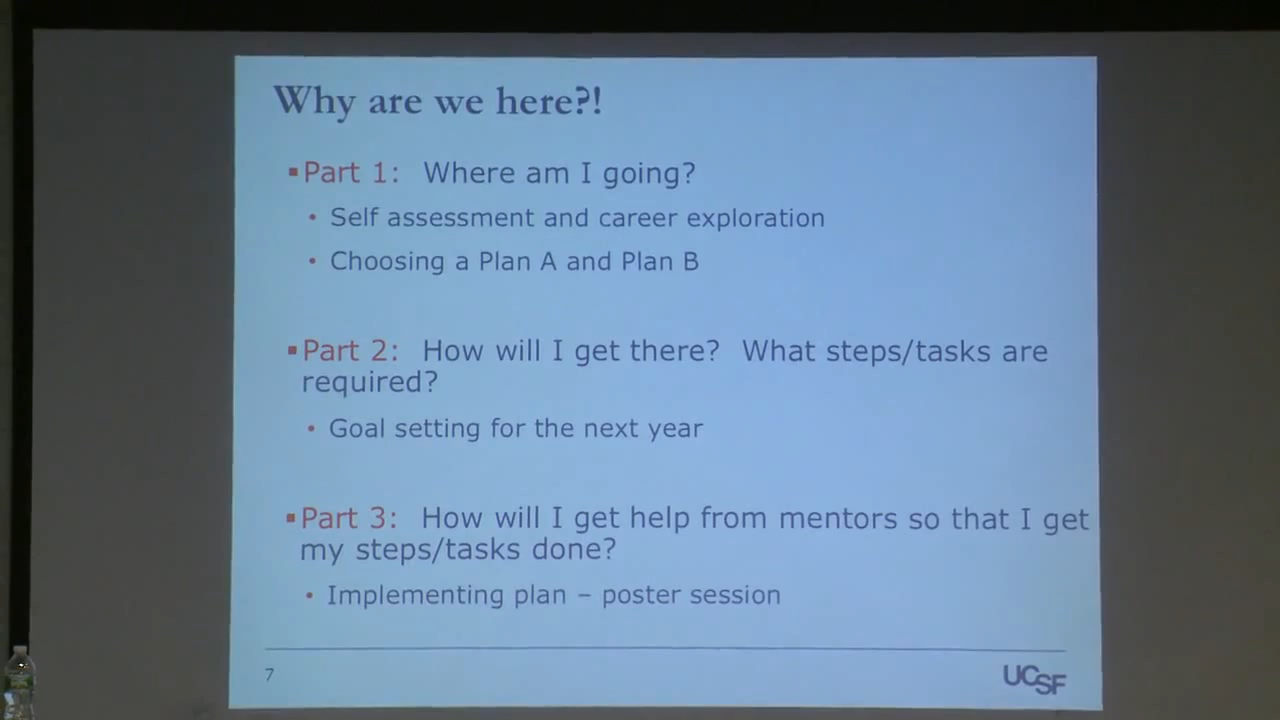 Why are we here?!
▪Part 1: Where am I going?
• Self assessment and career exploration
• Choosing a Plan A and Plan B
▪Part 2: How will I get there? What steps/tasks are
required?
• Goal setting for the next year
▪Part 3: How will I get help from mentors so that I get
my steps/tasks done?
• Implementing plan – poster session
7
UCSF